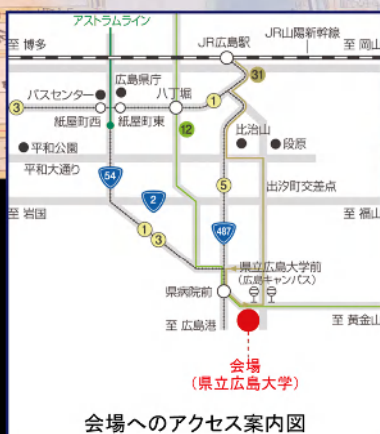 アストラムライン
JR広島駅
JR山陽新幹線
至 博多
至 岡山
31
広島県庁
バスセンター
八丁堀
3
1
紙屋町西
紙屋町東
12
比治山
段原
平和公園
平和大通り
54
5
出汐町交差点
2
至 岩国
487
至 福山
1
3
県立広島大学前
(広島キャンパス)
県病院前
至 広島港
至 黄金山
会場
(県立広島大学)
会場へのアクセス案内図